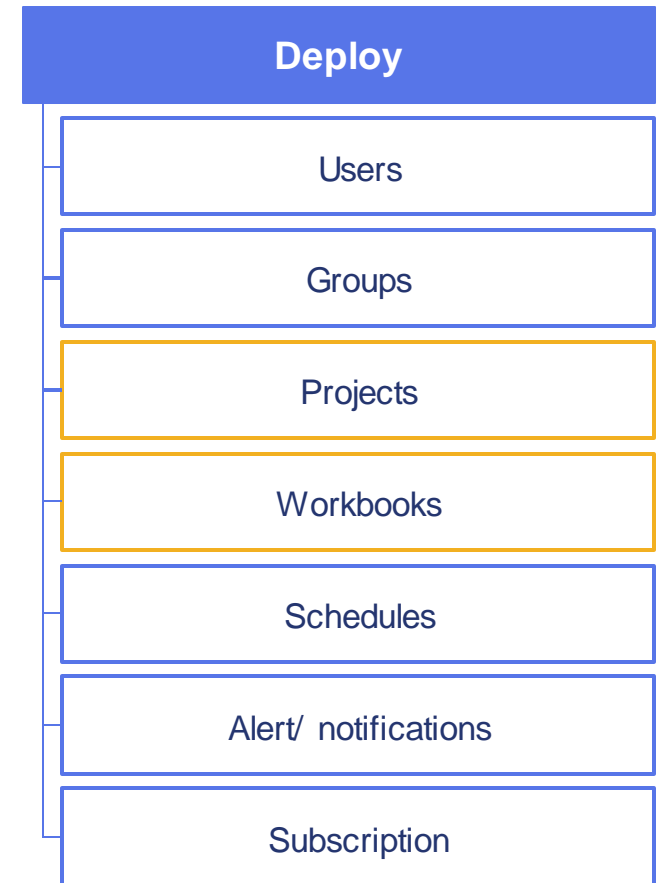 Deploy
Users
Groups
Projects
Workbooks
Schedules
Alert/ notifications
Subscription